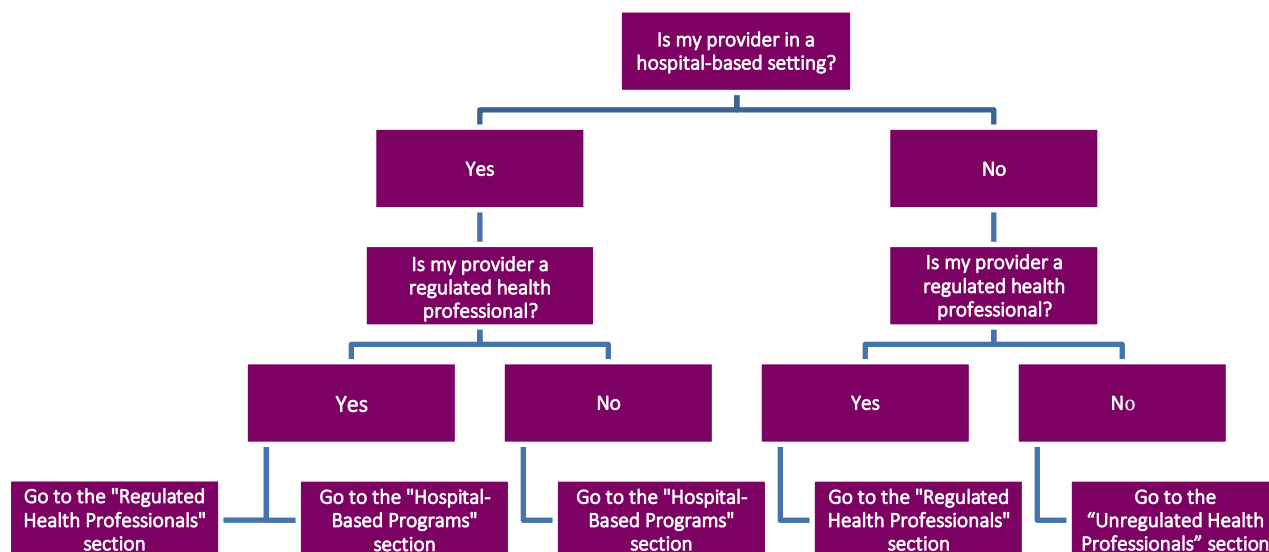 Is my provider in a
hospital-based setting?
Yes
No
Is my provider a
regulated health
professional?
Is my provider a
regulated health
professional?
Yes
No
Yes
No
Go to the "Regulated
Health Professionals"
section
Go to the "Hospital-
Based Programs"
section
Go to the "Hospital-
Based Programs"
section
Go to the "Regulated
Health Professionals"
section
Go to the
“Unregulated Health
Professionals” section